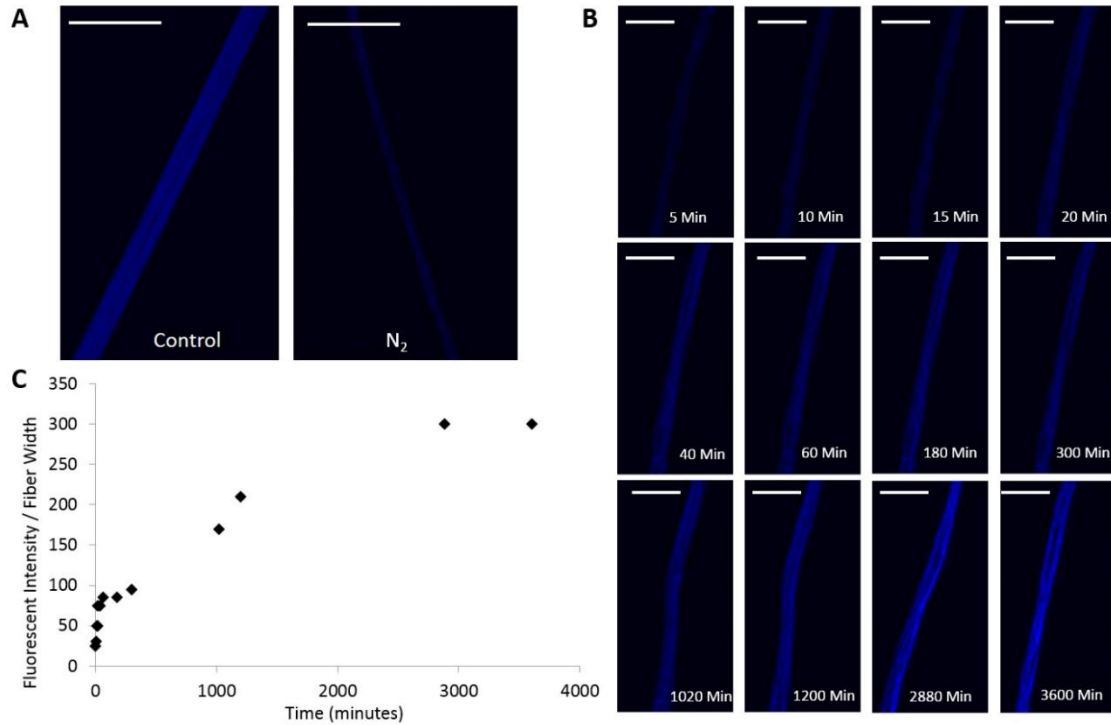 A
Control
N₂
B
5 Min
10 Min
15 Min
20 Min
40 Min
60 Min
180 Min
300 Min
1020 Min
1200 Min
2880 Min
3600 Min
C
Fluorescent Intensity / Fiber Width
350
300
250
200
150
100
50
0
0
1000
2000
3000
4000
Time (minutes)